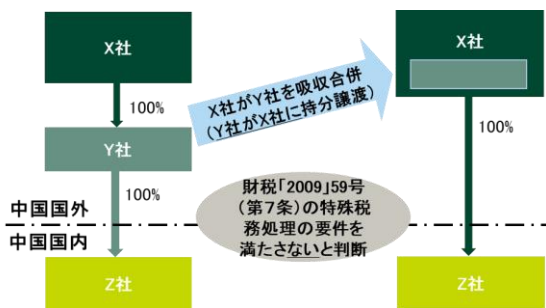 X社
100%
Y社
100%
中国国外
中国国内
Z社
X社がY社を吸収合併
(Y社がX社に持分譲渡)
財税「2009」59号
(第7条)の特殊税
務処理の要件を
満たさないと判断
X社
100%
Z社